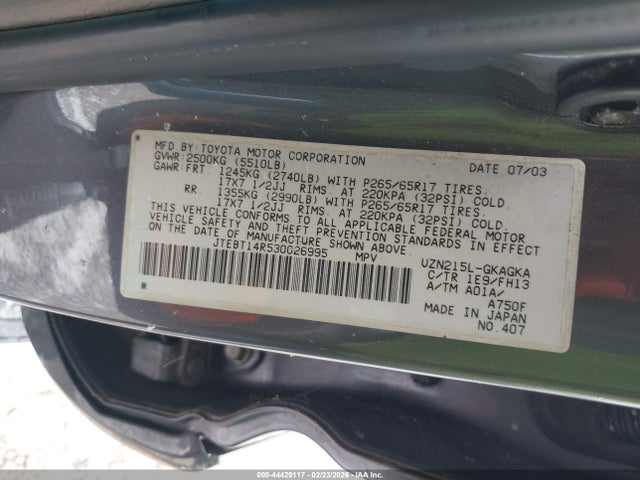 MFD BY: TOYOTA MOTOR CORPORATION DATE 07/03
GVWR: 2500KG (5510LB)
GAWR: FRT. 1245KG (2740LB) WITH P265/65R17 TIRES.
17X7 1/2JJ RIMS. AT 220KPA (32PSI) COLD
RR. 1355KG (2990LB) WITH P265/65R17 TIRES.
17X7 1/2JJ RIMS. AT 220KPA (32PSI) COLD
THIS VEHICLE CONFORMS TO ALL APPLICABLE FEDERAL MOTOR
VEHICLE SAFETY AND THEFT PREVENTION STANDARDS IN EFFECT
ON THE DATE OF MANUFACTURE SHOWN ABOVE.
JTEBT14R530026995 MPV
UZN215L-GKAGKA
C/TR 1E9/FH13
A/TM A01A/
A750F
MADE IN JAPAN
NO.407
000-44429117 - 02/23/2026 - IAAI.COM